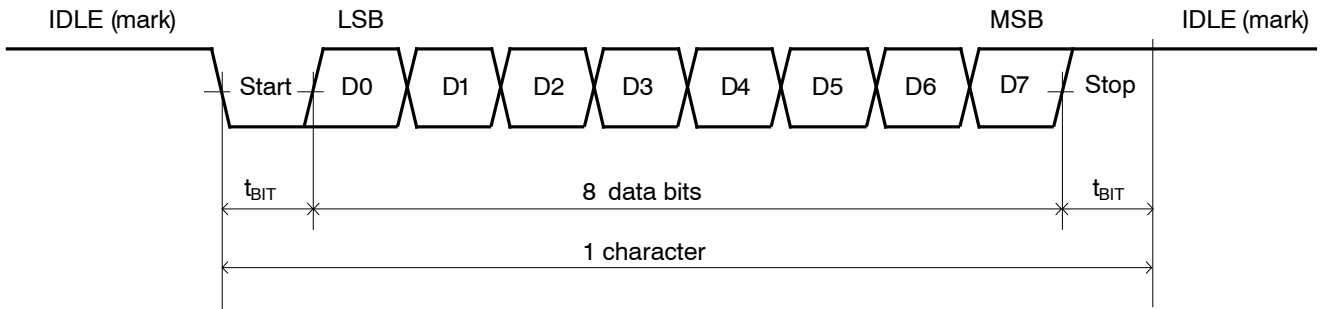 IDLE (mark) LSB MSB IDLE (mark)
Start D0 D1 D2 D3 D4 D5 D6 D7 Stop
tBIT 8 data bits tBIT
1 character